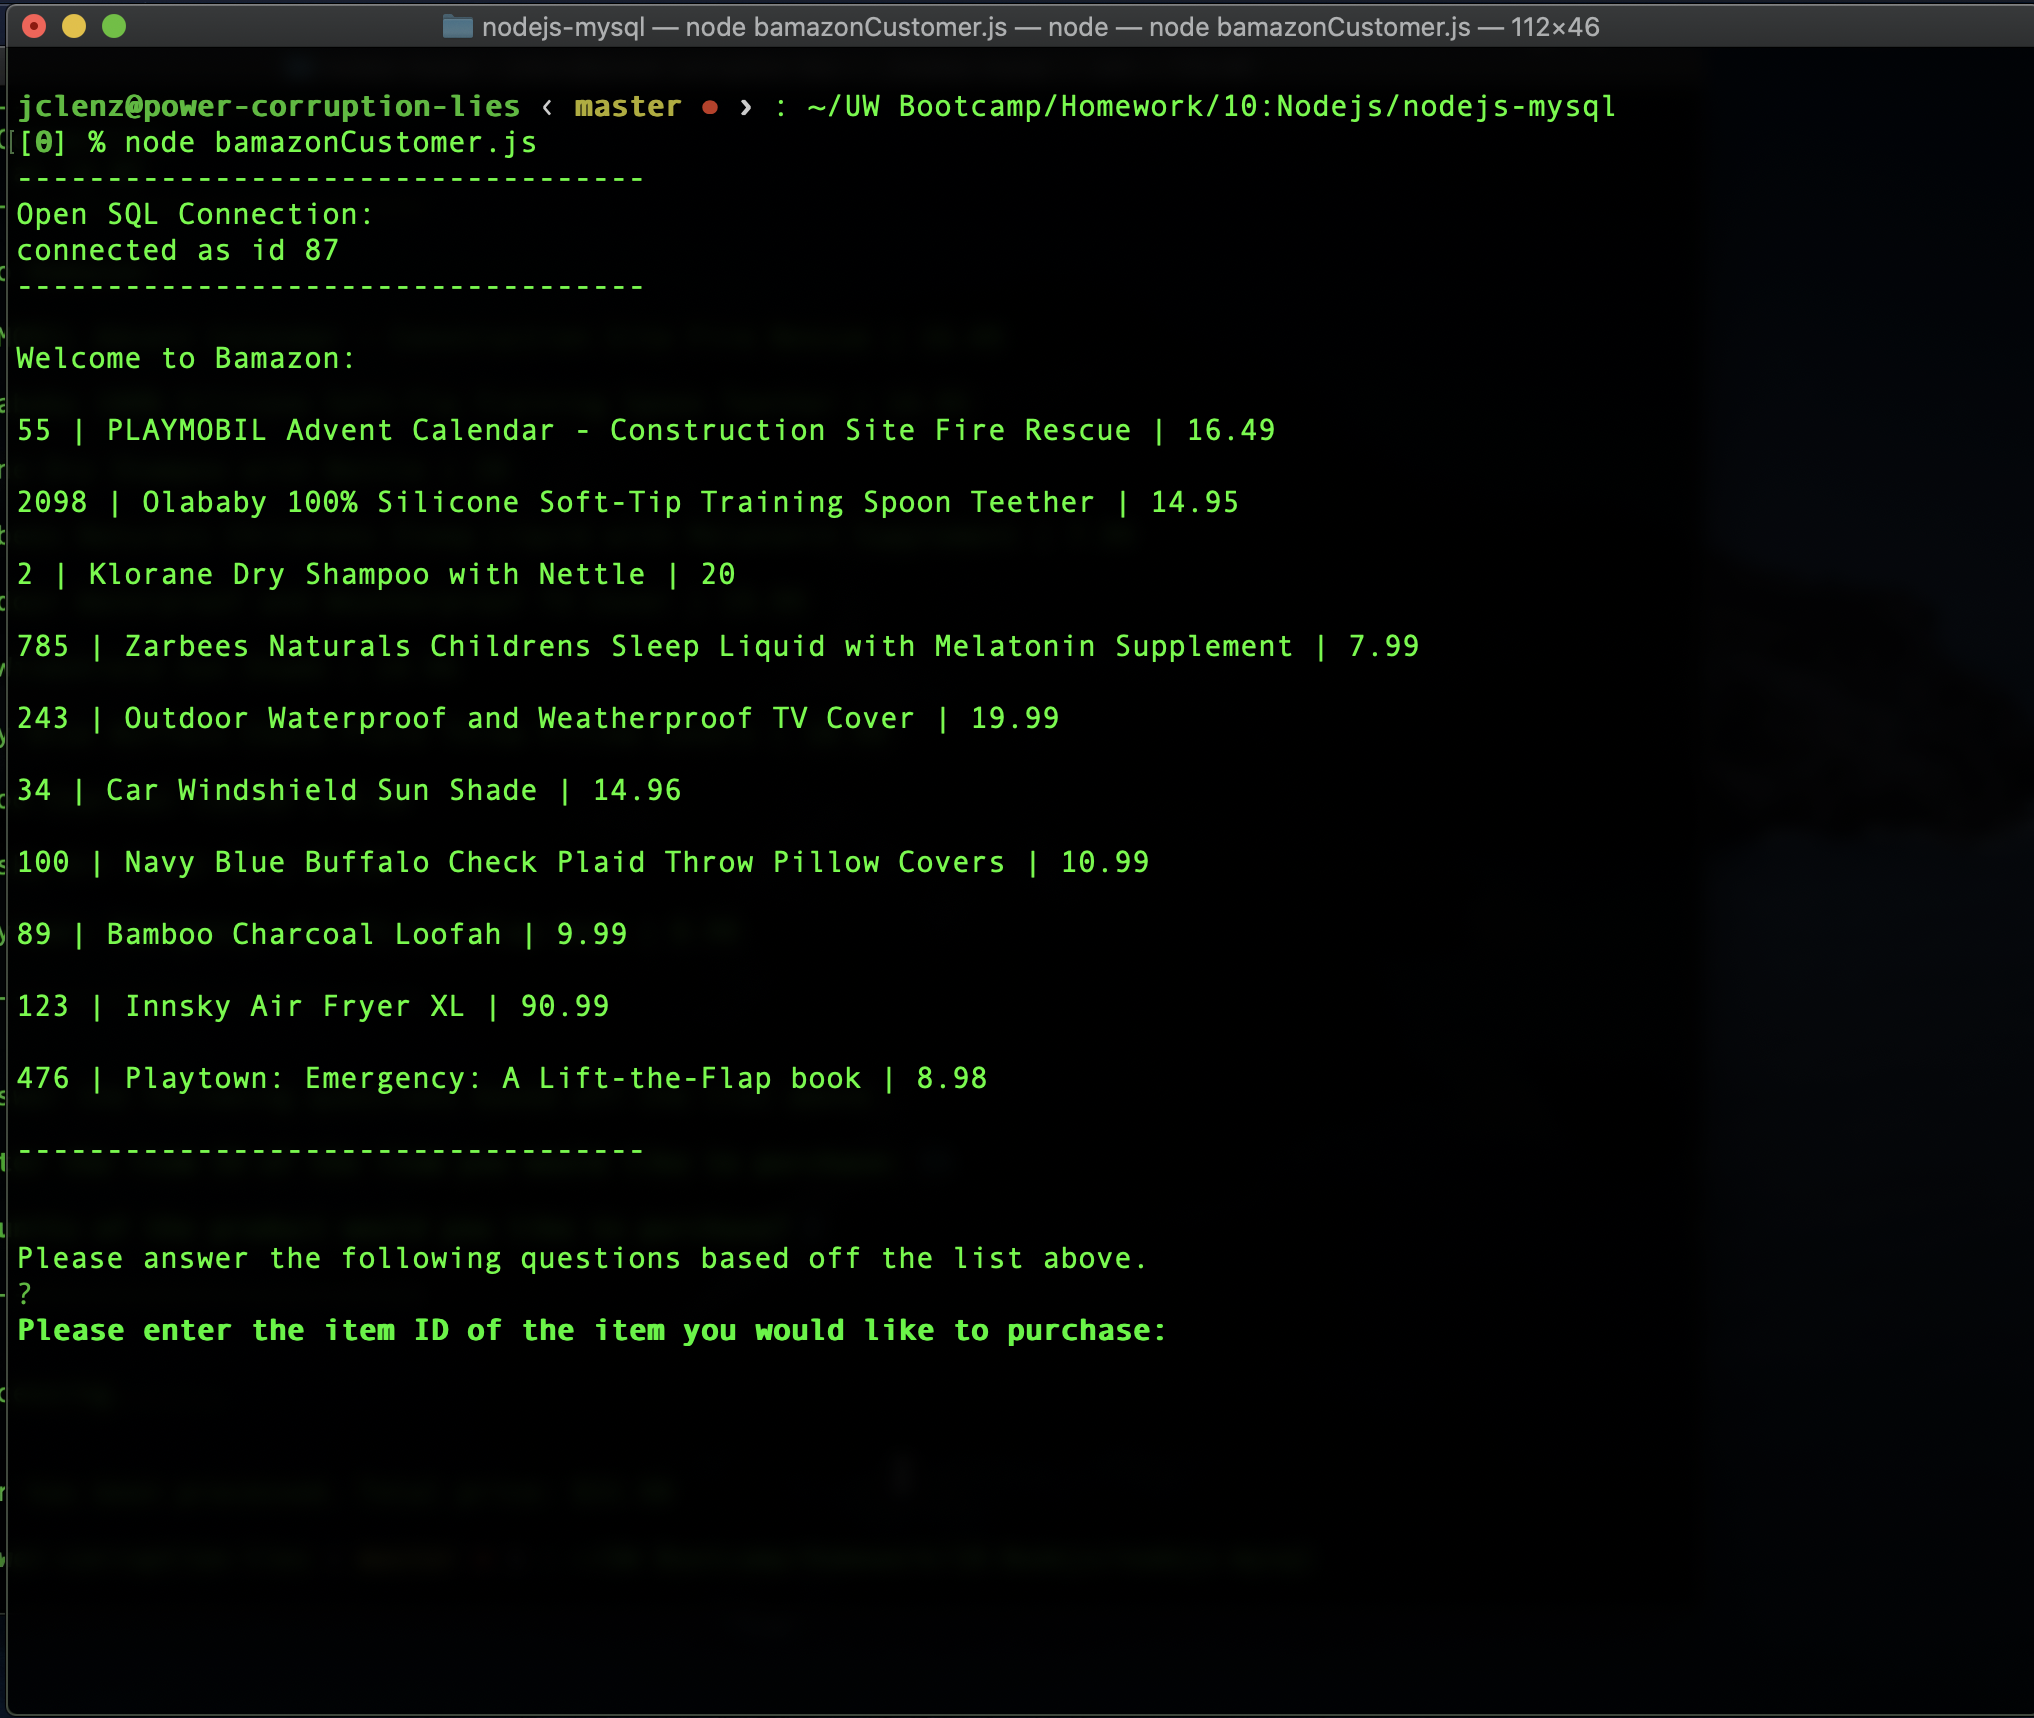 nodejs-mysql — node bamazonCustomer.js — node — node bamazonCustomer.js — 112×46
jclenz@power-corruption-lies ‹ master ● › : ~/UW Bootcamp/Homework/10:Nodejs/nodejs-mysql
[[0] % node bamazonCustomer.js
-----------------------------------
Open SQL Connection:
connected as id 87
-----------------------------------
Welcome to Bamazon:
55 | PLAYMOBIL Advent Calendar - Construction Site Fire Rescue | 16.49
2098 | Olababy 100% Silicone Soft-Tip Training Spoon Teether | 14.95
2 | Klorane Dry Shampoo with Nettle | 20
785 | Zarbees Naturals Childrens Sleep Liquid with Melatonin Supplement | 7.99
243 | Outdoor Waterproof and Weatherproof TV Cover | 19.99
34 | Car Windshield Sun Shade | 14.96
100 | Navy Blue Buffalo Check Plaid Throw Pillow Covers | 10.99
89 | Bamboo Charcoal Loofah | 9.99
123 | Innsky Air Fryer XL | 90.99
476 | Playtown: Emergency: A Lift-the-Flap book | 8.98
-----------------------------------
Please answer the following questions based off the list above.
?
Please enter the item ID of the item you would like to purchase: